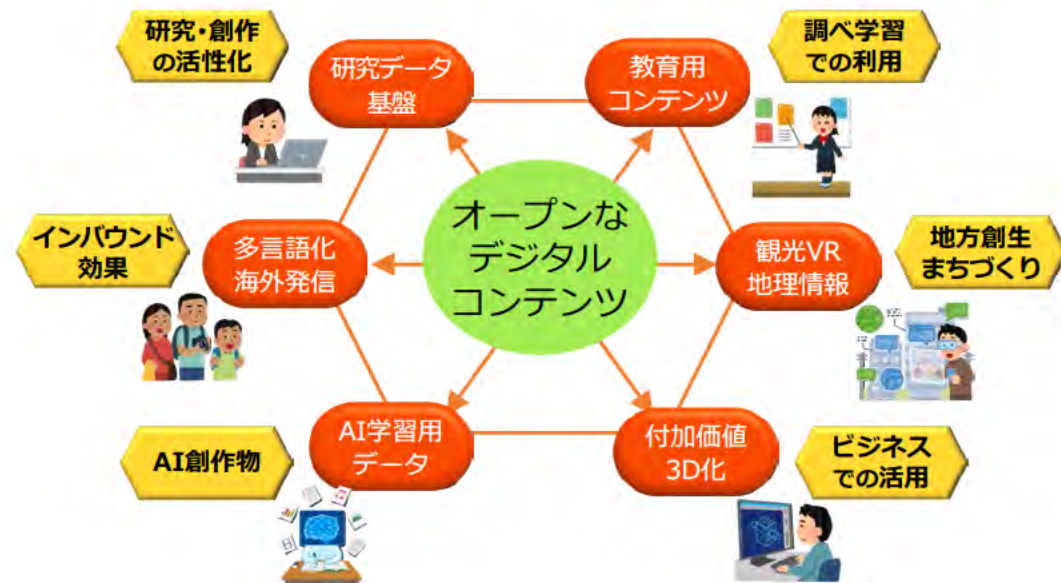 研究・創作
の活性化
研究データ
基盤
教育用
コンテンツ
調べ学習
での利用
インバウンド
効果
多言語化
海外発信
オープンな
デジタル
コンテンツ
観光VR
地理情報
地方創生
まちづくり
AI創作物
AI学習用
データ
付加価値
3D化
ビジネス
での活用